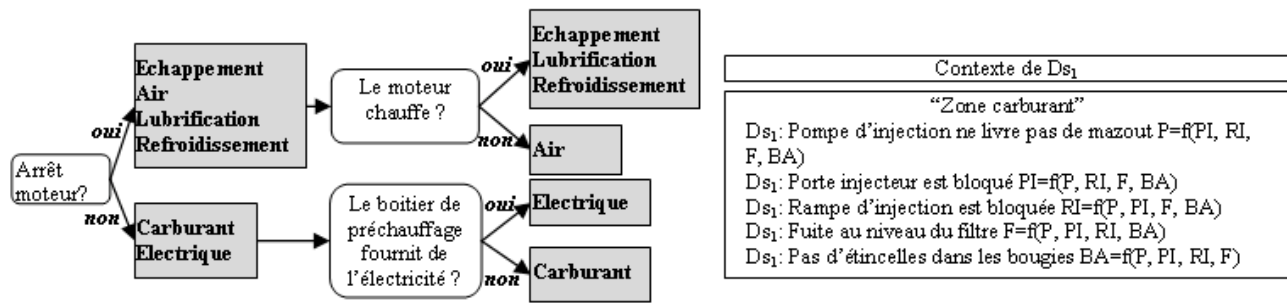 Arrêt
moteur?
oui
non
Echappement
Air
Lubrification
Refroidissement
Carburant
Electrique
Le moteur
chauffe ?
oui
non
Le boitier de
préchauffage
fournit de
l'électricité ?
oui
non
Echappement
Lubrification
Refroidissement
Air
Electrique
Carburant
Contexte de Ds₁
“Zone carburant”
Ds₁: Pompe d'injection ne livre pas de mazout P=f(PI, RI,
F, BA)
Ds₁: Porte injecteur est bloqué PI=f(P, RI, F, BA)
Ds₁: Rampe d'injection est bloquée RI=f(P, PI, F, BA)
Ds₁: Fuite au niveau du filtre F=f(P, PI, RI, BA)
Ds₁: Pas d'étincelles dans les bougies BA=f(P, PI, RI, F)